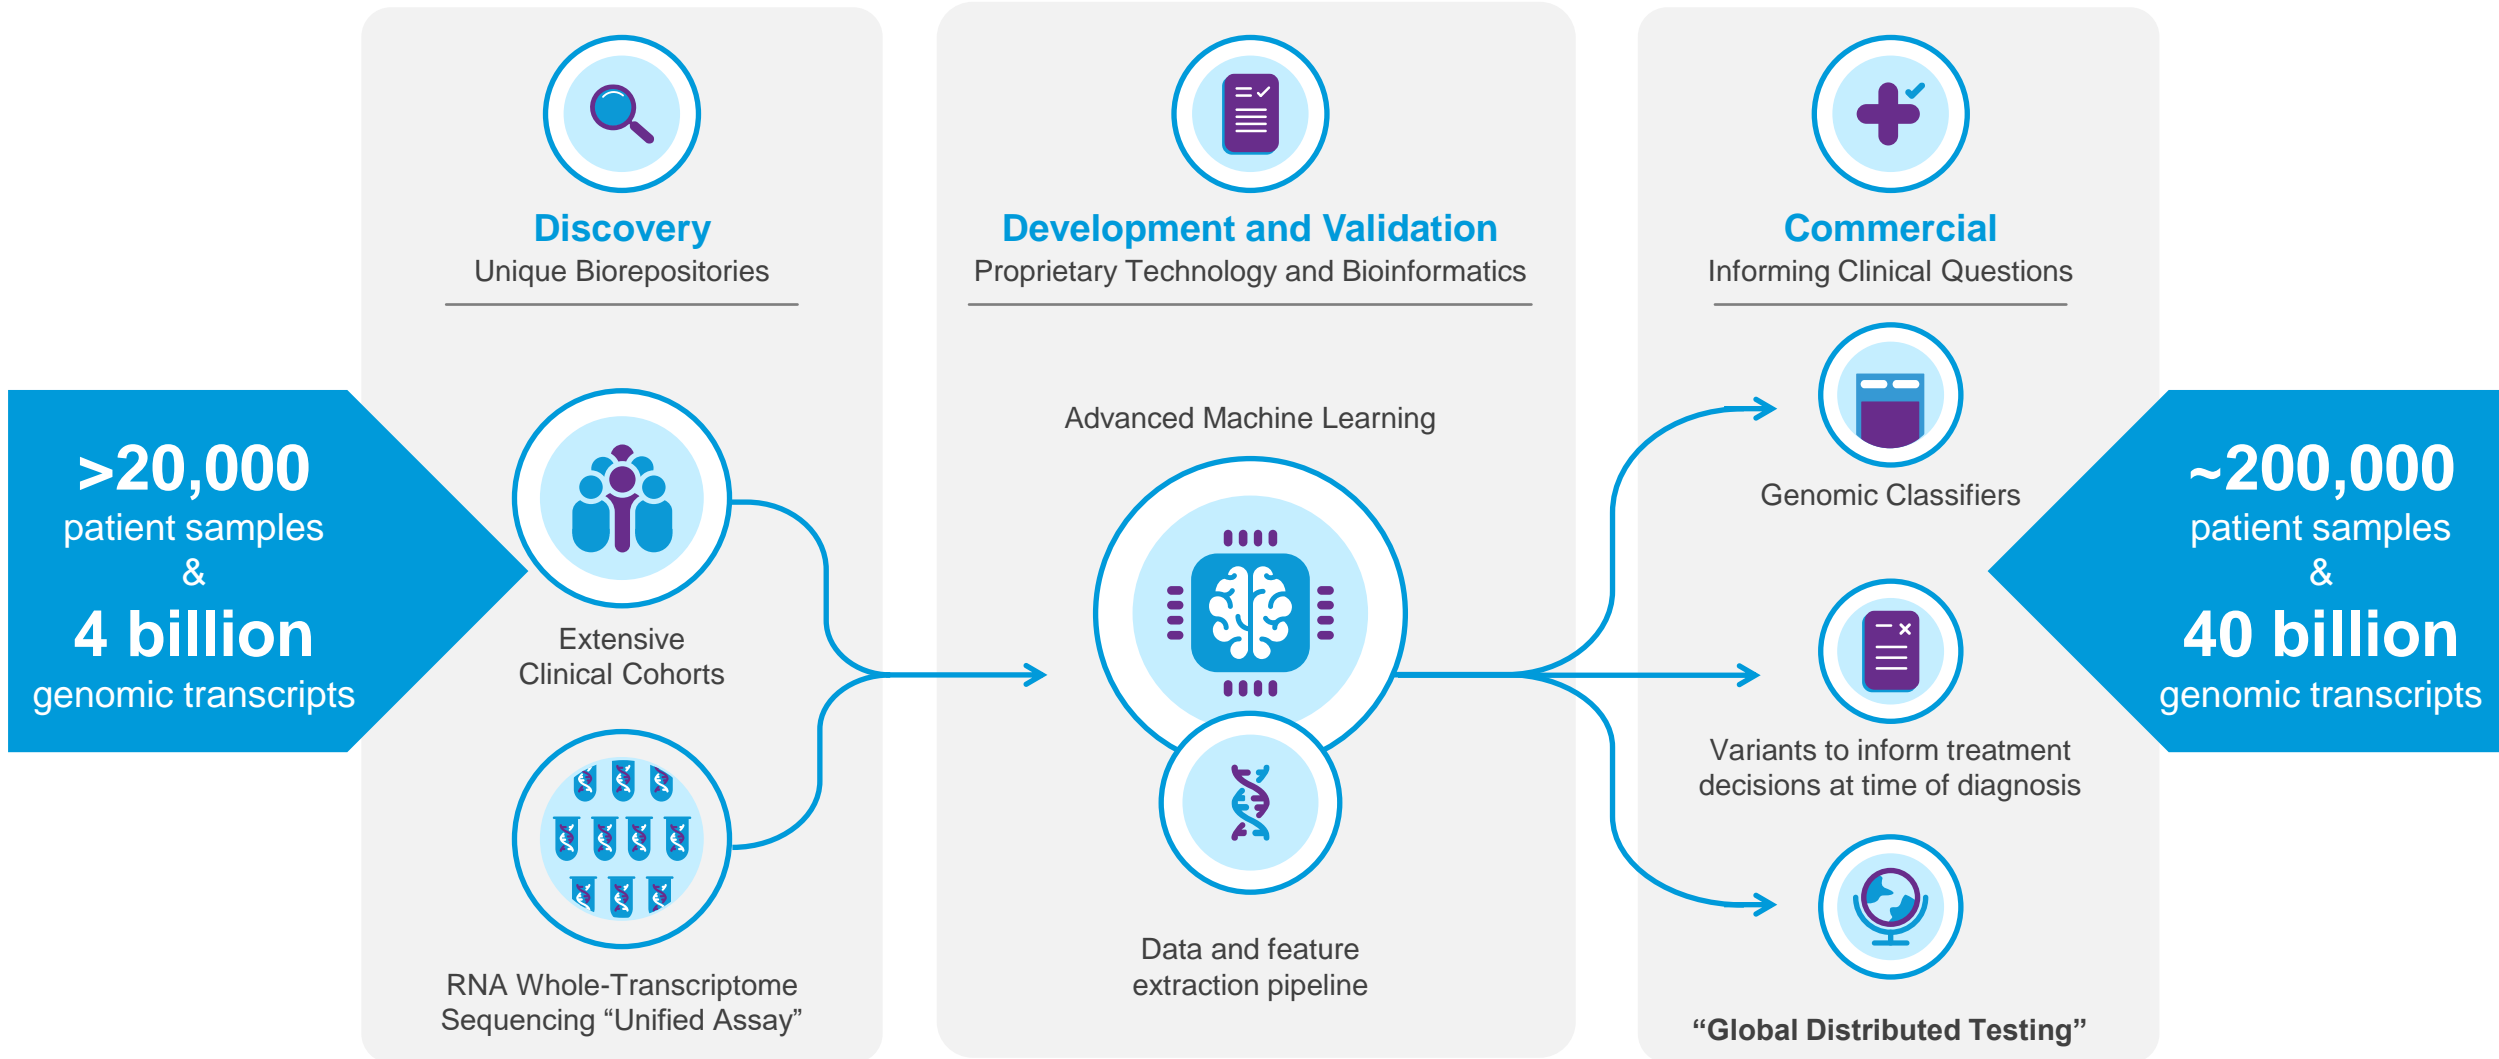 >20,000
patient samples
&
4 billion
genomic transcripts
Discovery
Unique Biorepositories
Extensive
Clinical Cohorts
RNA Whole-Transcriptome
Sequencing “Unified Assay”
Development and Validation
Proprietary Technology and Bioinformatics
Advanced Machine Learning
Data and feature
extraction pipeline
Commercial
Informing Clinical Questions
Genomic Classifiers
Variants to inform treatment
decisions at time of diagnosis
“Global Distributed Testing”
~200,000
patient samples
&
40 billion
genomic transcripts